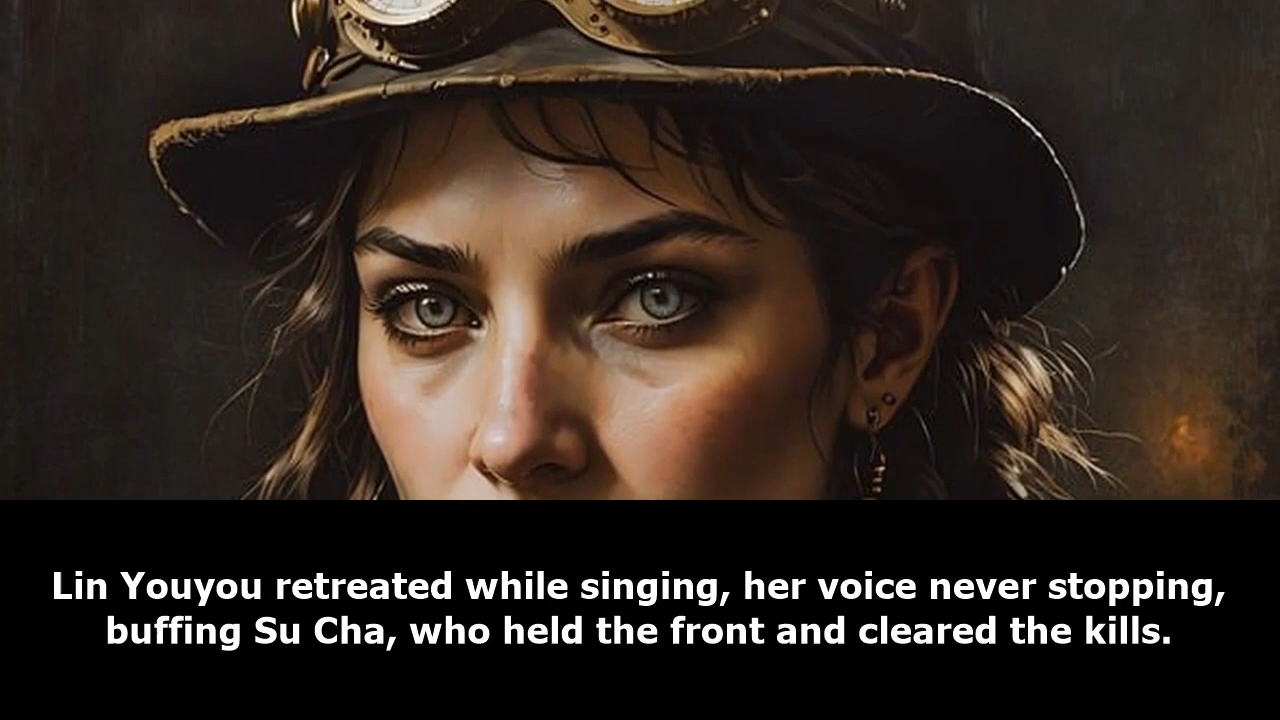 Lin Youyou retreated while singing, her voice never stopping,
buffing Su Cha, who held the front and cleared the kills.